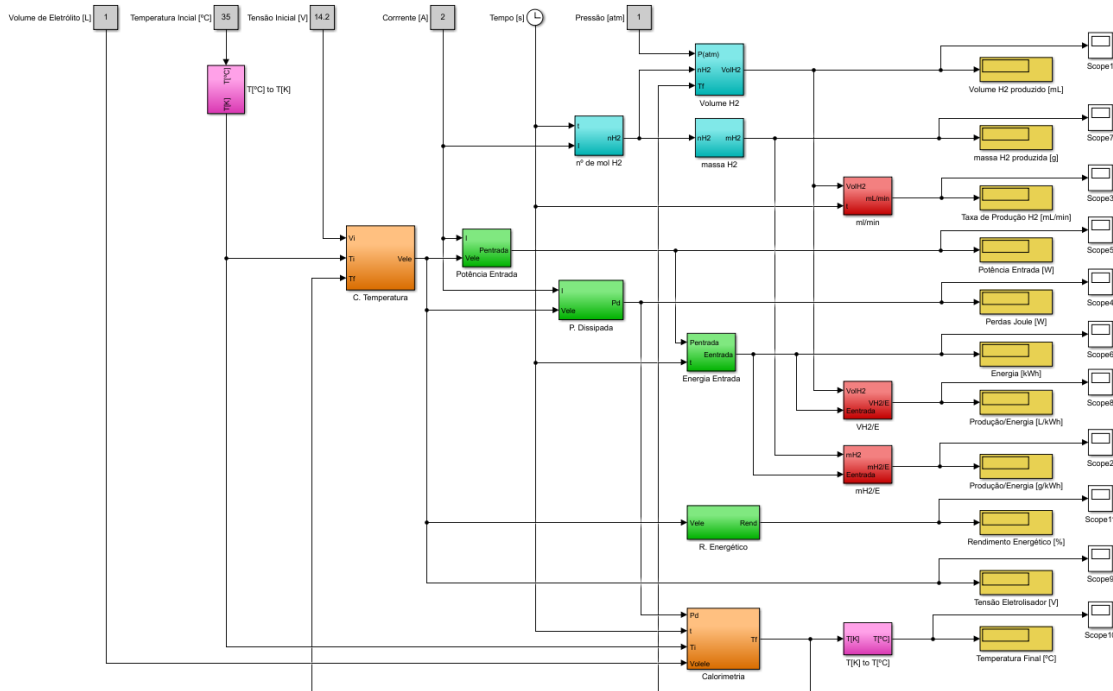 Volume de Eletrólito [L]
1
Temperatura Incial [ºC]
35
Tensão Inicial [V]
14.2
Corrrente [A]
2
Tempo [s]
Pressão [atm]
1
T[ºC]
T[K]
T[ºC] to T[K]
P(atm)
nH2
Tf
VolH2
Volume H2
Scope1
Volume H2 produzido [mL]
t
I
nH2
nº de mol H2
nH2
mH2
massa H2
Scope7
massa H2 produzida [g]
VolH2
t
mL/min
ml/min
Scope3
Taxa de Produção H2 [mL/min]
Vi
Ti
Tf
Vele
C. Temperatura
I
Vele
Pentrada
Potência Entrada
Scope5
Potência Entrada [W]
I
Vele
Pd
P. Dissipada
Scope4
Perdas Joule [W]
Pentrada
t
Eentrada
Energia Entrada
Scope6
Energia [kWh]
VolH2
Eentrada
VH2/E
VH2/E
Scope8
Produção/Energia [L/kWh]
mH2
Eentrada
mH2/E
mH2/E
Scope2
Produção/Energia [g/kWh]
Vele
Rend
R. Energético
Scope11
Rendimento Energético [%]
Scope9
Tensão Eletrolisador [V]
Pd
t
Ti
Volele
Tf
Calorimetria
T[K]
T[ºC]
T[K] to T[ºC]
Scope10
Temperatura Final [ºC]